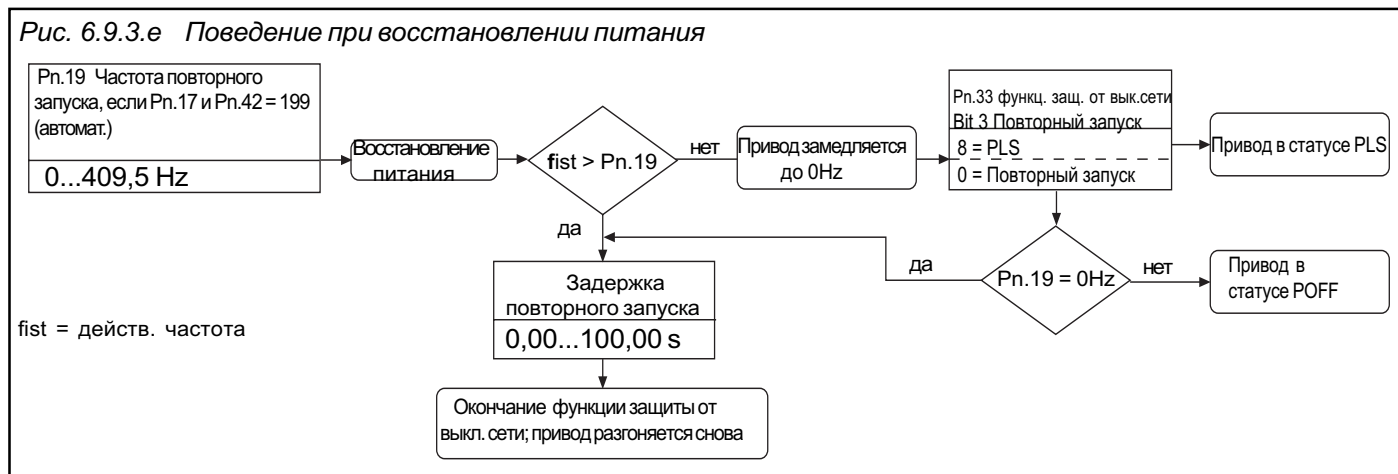 Рис. 6.9.3.е Поведение при восстановлении питания
Pn.19 Частота повторного
запуска, если Pn.17 и Pn.42 = 199
(автомат.)
0...409,5 Hz
Восстановление
питания
fist > Pn.19
нет
Привод замедляется
до 0Hz
Pn.33 функц. защ. от вык.сети
Bit 3 Повторный запуск
8 = PLS
0 = Повторный запуск
Привод в статусе PLS
да
Задержка
повторного запуска
0,00...100,00 s
да
Pn.19 = 0Hz
нет
Привод в
статусе POFF
fist = действ. частота
Окончание функции защиты от
выкл. сети; привод разгоняется снова